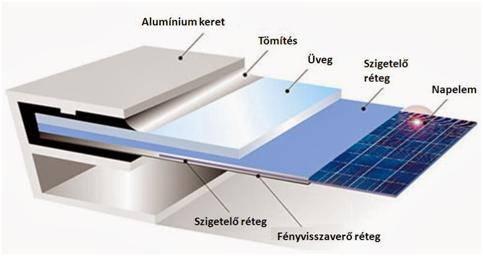 Alumínium keret
Tömítés
Üveg
Szigetelő
réteg
Napelem
Szigetelő réteg
Fényvisszaverő réteg